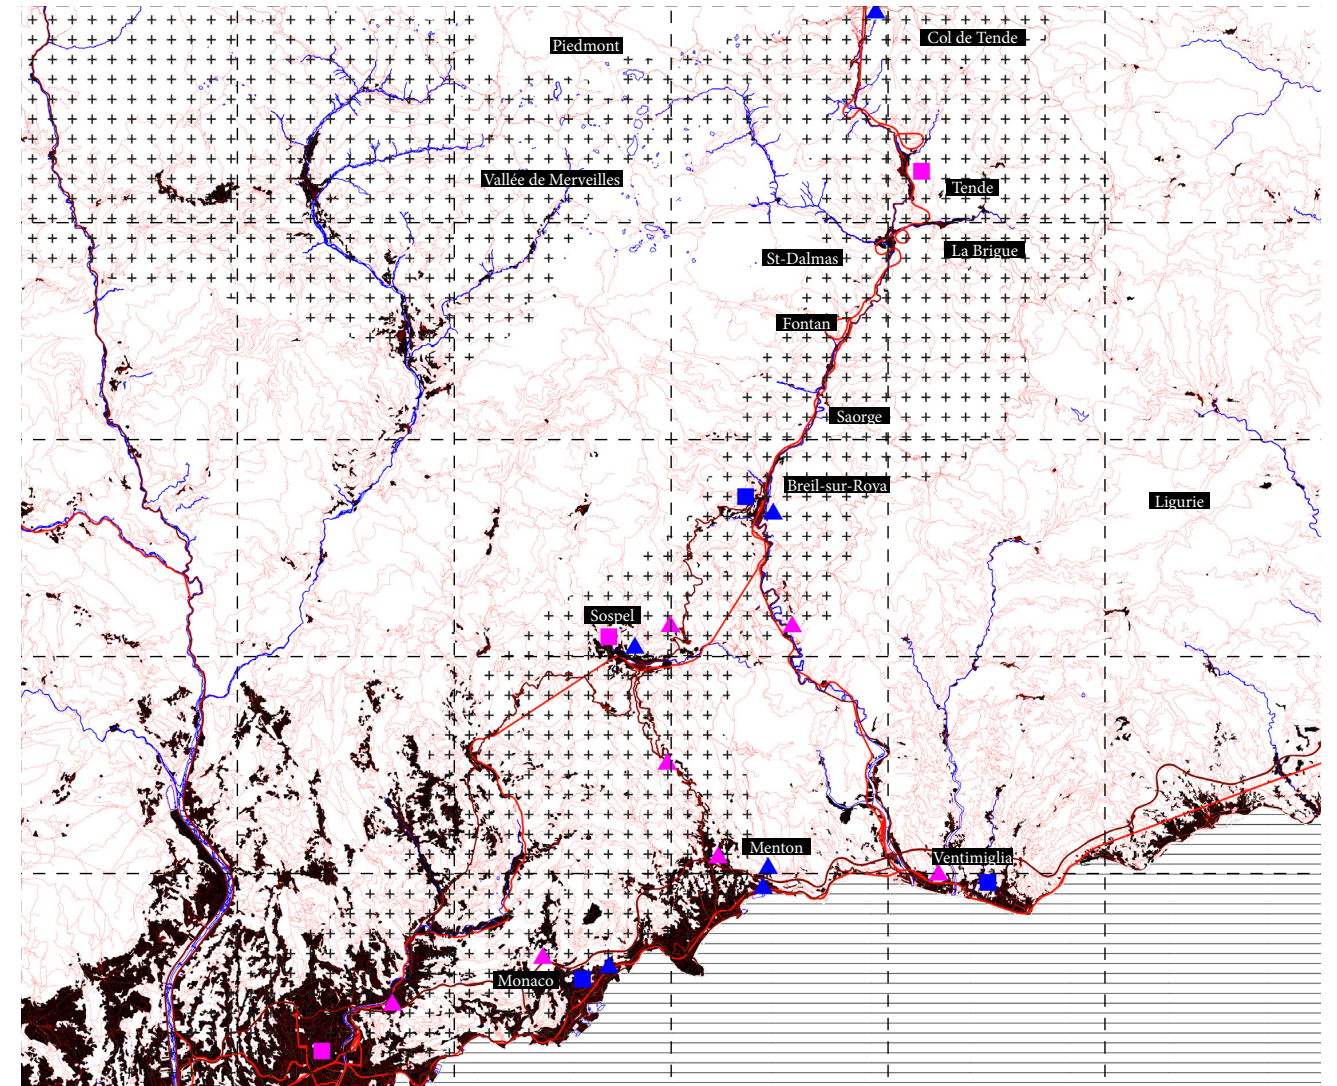 Col de Tende
Piedmont
Vallée de Merveilles
Tende
La Brigue
St-Dalmas
Fontan
Saorge
Breil-sur-Roya
Ligurie
Sospel
Menton
Ventimiglia
Monaco